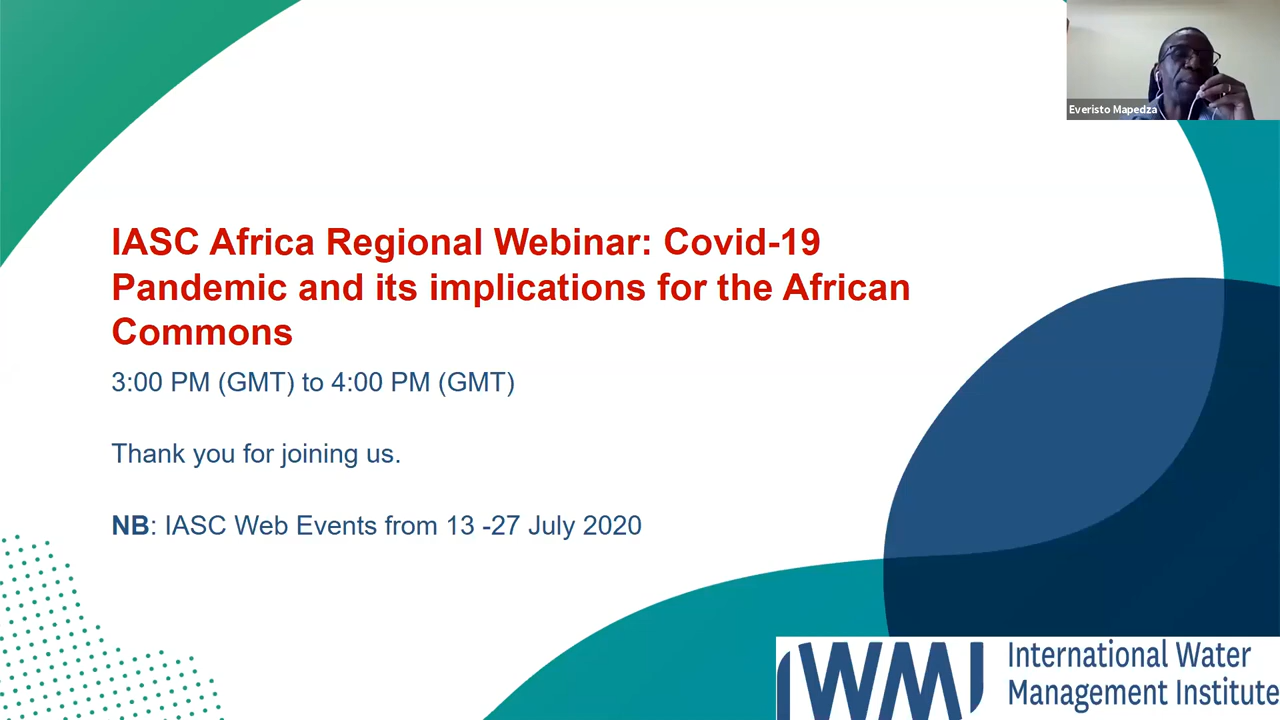 Everisto Mapedza
IASC Africa Regional Webinar: Covid-19
Pandemic and its implications for the African
Commons
3:00 PM (GMT) to 4:00 PM (GMT)
Thank you for joining us.
NB: IASC Web Events from 13 -27 July 2020
IWMI
International Water
Management Institute